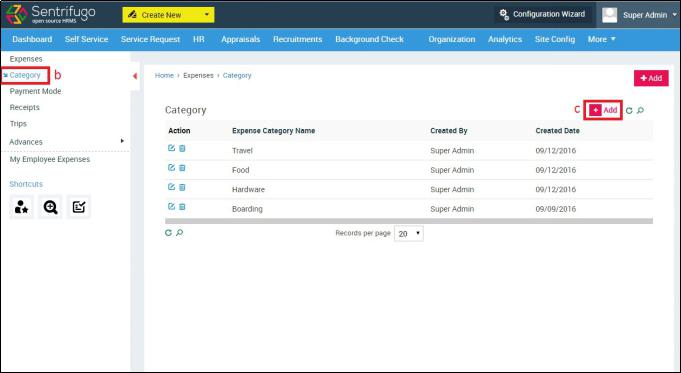 Sentrifugo
open source HRMS
Create New
Configuration Wizard
Super Admin
Dashboard Self Service Service Request HR Appraisals Recruitments Background Check Organization Analytics Site Config More
Expenses
Category b
Payment Mode
Receipts
Trips
Advances
My Employee Expenses
Shortcuts
Home > Expenses > Category
+ Add
Category
C + Add
Action Expense Category Name Created By Created Date
Travel Super Admin 09/12/2016
Food Super Admin 09/12/2016
Hardware Super Admin 09/12/2016
Boarding Super Admin 09/09/2016
Records per page 20